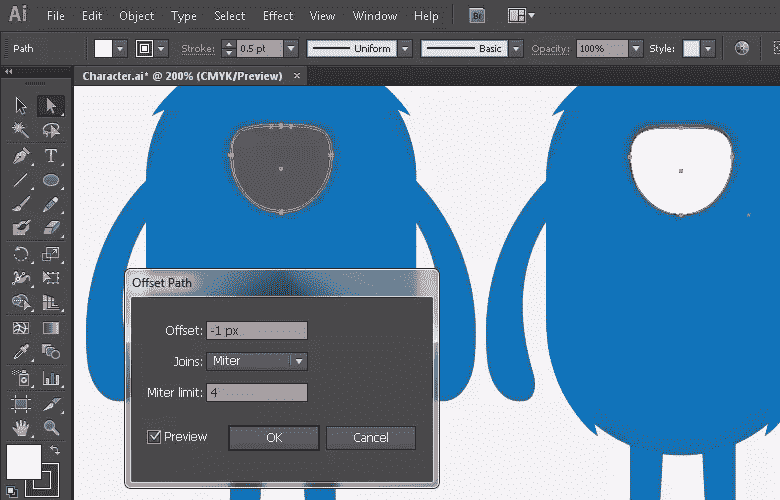 Ai File Edit Object Type Select Effect View Window Help Br
Path Stroke: 0.5 pt Uniform Basic Opacity: 100% Style:
Character.ai* @ 200% (CMYK/Preview) ×
T
Offset Path
Offset: -1 px
Joins: Miter
Miter limit: 4
Preview OK Cancel